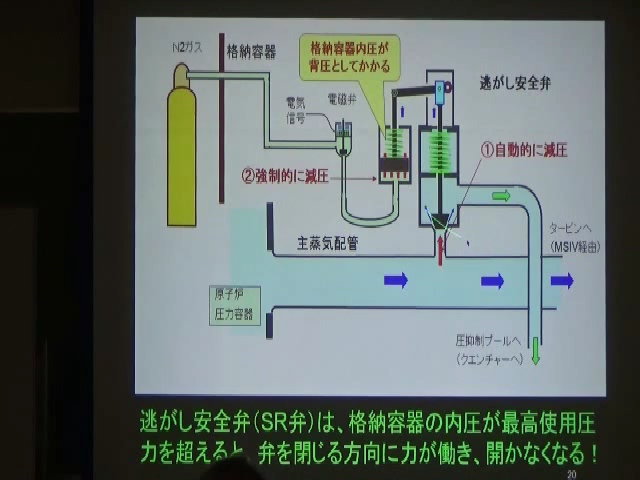 N2ガス
格納容器
格納容器内圧が
背圧としてかかる
逃がし安全弁
電気
信号
電磁弁
①自動的に減圧
②強制的に減圧
主蒸気配管
タービンへ
(MSIV経由)
原子炉
圧力容器
圧抑制プールへ
(クエンチャーへ)
逃がし安全弁(SR弁)は、格納容器の内圧が最高使用圧
力を超えると、弁を閉じる方向に力が働き、開かなくなる!
20